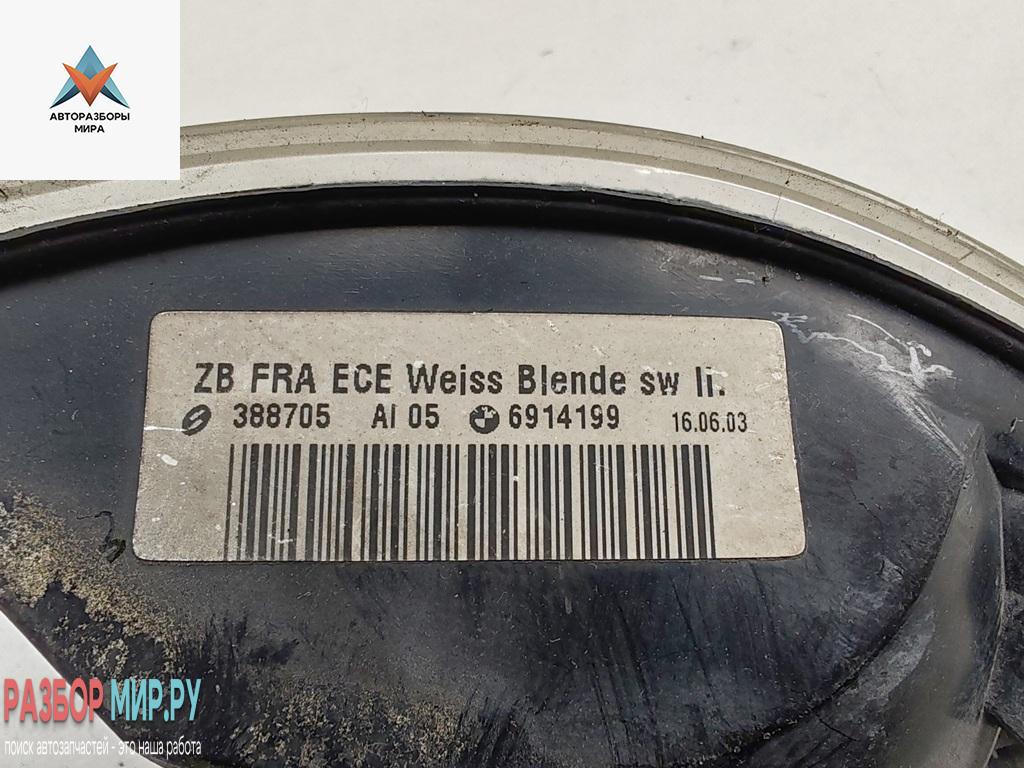 АВТОРАЗБОРЫ
МИРА
ZB FRA ECE Weiss Blende sw li.
388705 AI 05 6914199 16.06.03
РАЗБОР МИР.РУ
поиск автозапчастей - это наша работа